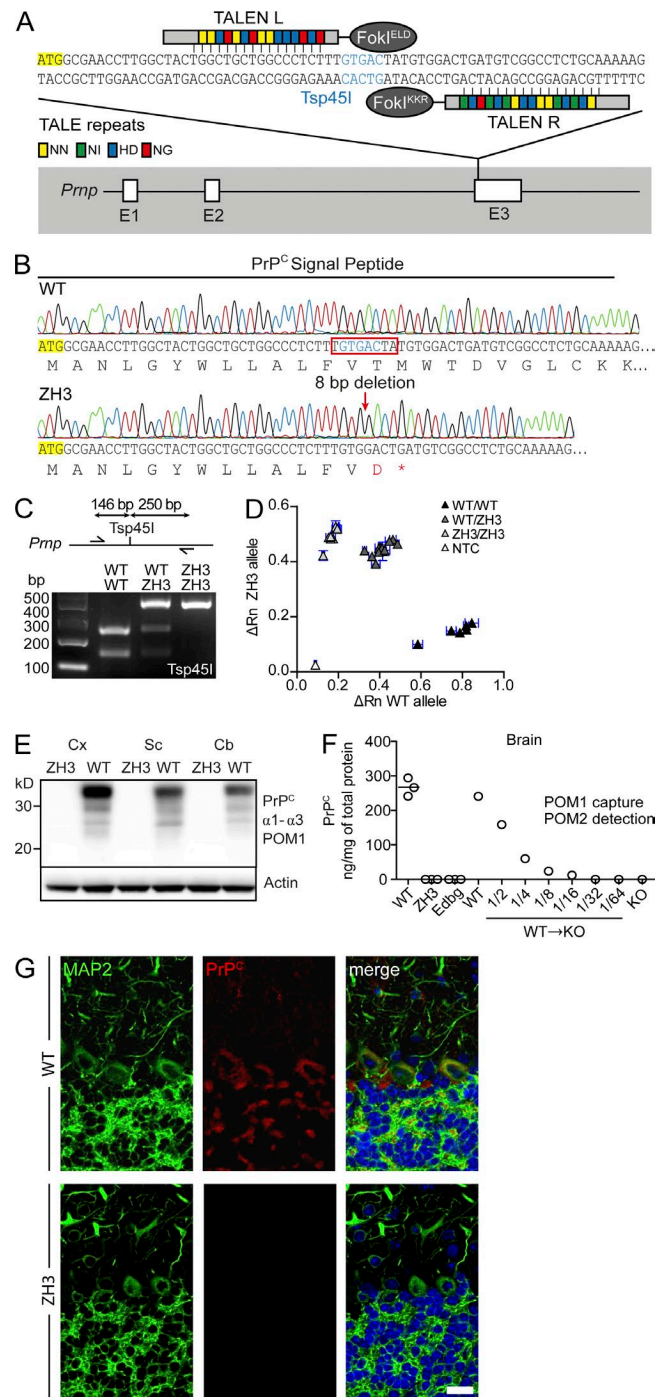 A
TALEN L
FokI^ELD
ATGGCGAACCTTGGCTACTGGCTGCTGGCCCTCTTTGTGACTATGTGGACTGATGTCGGCCTCTGCAAAAAG
TACCGCTTGGAACCGATGACCGACGACCGGGAGAAACACTGATACACCTGACTACAGCCGGAGACGTTTTTC
Tsp45I
FokI^KKR
TALEN R
TALE repeats
NN NI HD NG
Prnp
E1 E2 E3
B
PrP^C Signal Peptide
WT
ATGGCGAACCTTGGCTACTGGCTGCTGGCCCTCTTTGTGACTATGTGGACTGATGTCGGCCTCTGCAAAAAG...
M A N L G Y W L L A L F V T M W T D V G L C K K...
8 bp deletion
ZH3
ATGGCGAACCTTGGCTACTGGCTGCTGGCCCTCTTTGTGGACTGATGTCGGCCTCTGCAAAAAG...
M A N L G Y W L L A L F V D *
C
146 bp 250 bp
Tsp45I
Prnp
WT WT ZH3
bp WT ZH3 ZH3
500
400
300
200
100
Tsp45I
D
ΔRn ZH3 allele
0.6
0.4
0.2
0.0
0.0 0.2 0.4 0.6 0.8 1.0
ΔRn WT allele
WT/WT
WT/ZH3
ZH3/ZH3
NTC
E
Cx Sc Cb
ZH3 WT ZH3 WT ZH3 WT
kD
30
20
PrP^C
α1-α3
POM1
Actin
F
Brain
PrP^C
ng/mg of total protein
400
300
200
100
0
POM1 capture
POM2 detection
WT ZH3 Edbg WT 1/2 1/4 1/8 1/16 1/32 1/64 KO
WT→KO
G
MAP2 PrP^C merge
WT
ZH3